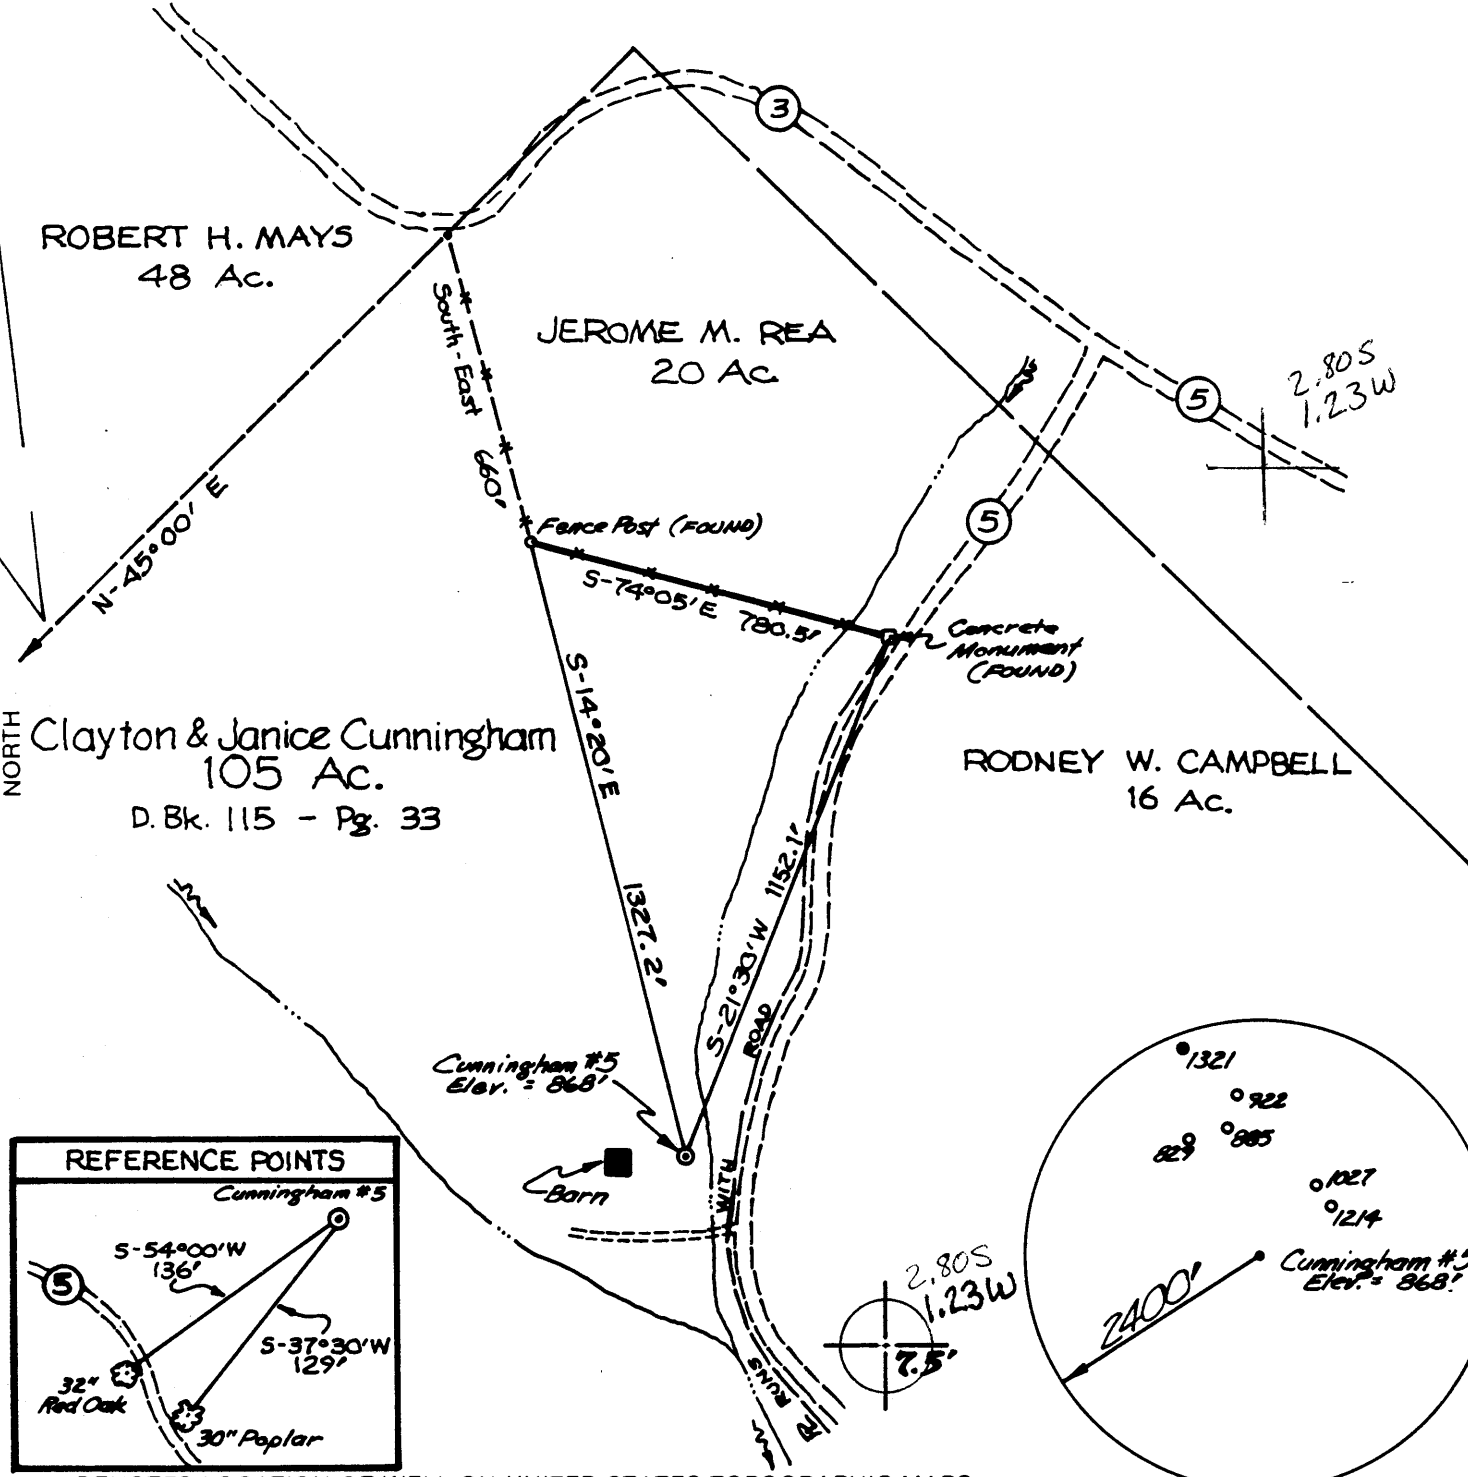 3
ROBERT H. MAYS
48 Ac.
South-East 660'
JEROME M. REA
20 Ac.
2.80S
1.23W
5
5
N-45°00' E
Fence Post (FOUND)
S-74°05' E 780.5'
Concrete
Monument
(FOUND)
NORTH
Clayton & Janice Cunningham
105 Ac.
D. Bk. 115 - Pg. 33
S-14°20' E 1327.2'
RODNEY W. CAMPBELL
16 Ac.
S-21°30' W 1152.1'
R RUNS WITH ROAD
Cunningham #5
Elev. = 868'
Barn
REFERENCE POINTS
Cunningham #5
S-54°00' W
136'
5
S-37°30' W
129'
32"
Red Oak
30" Poplar
2.80S
1.23W
7.5'
1321
922
885
829
1027
1214
Cunningham #5
Elev. = 868'
2400'